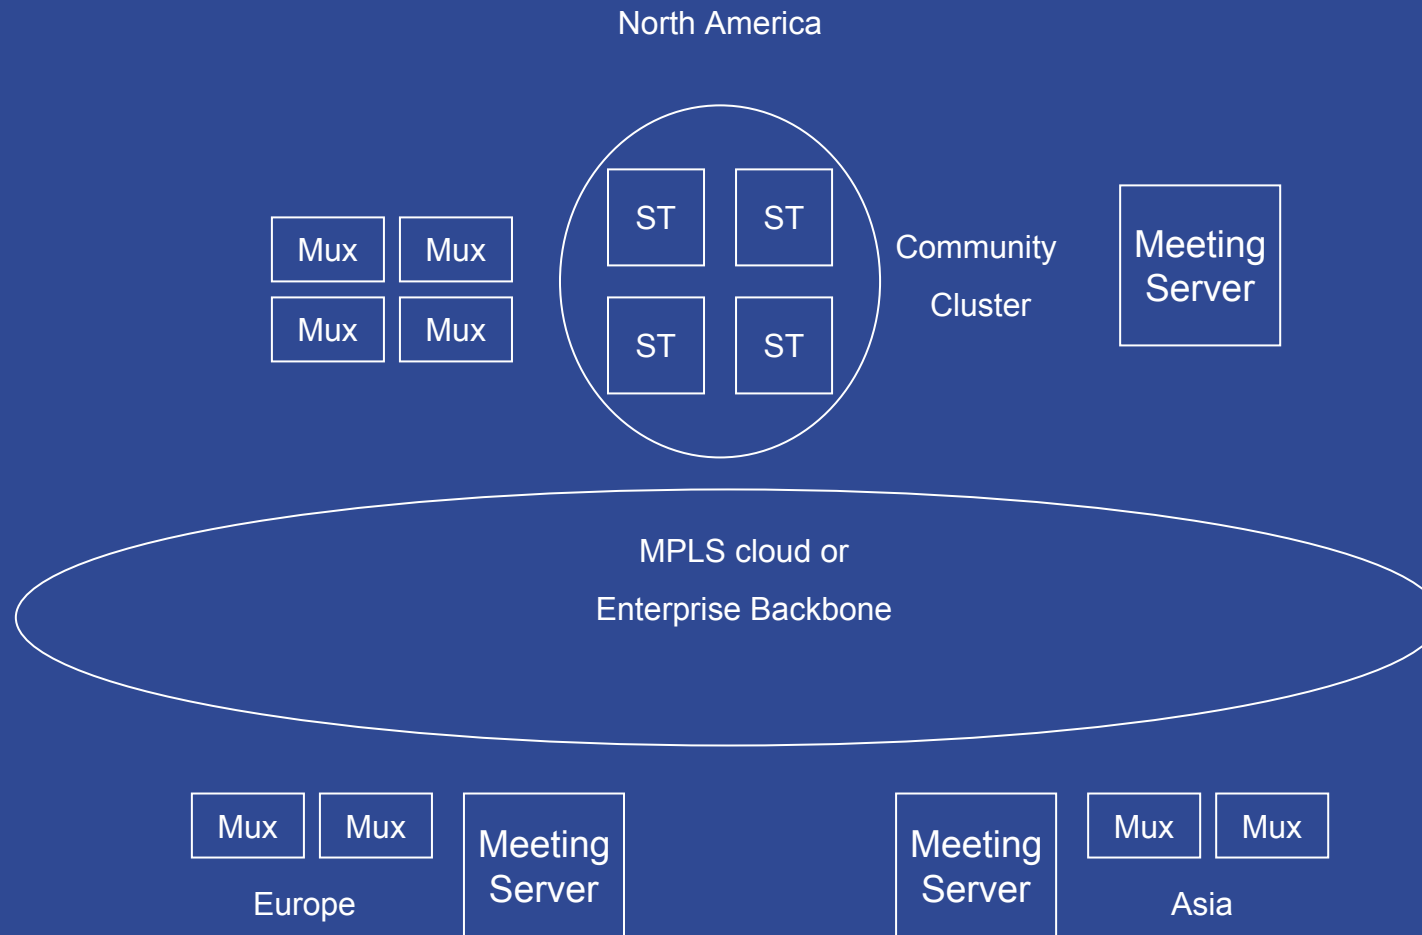 North America
ST ST
Mux Mux
Community
Meeting
Server
Cluster
Mux Mux
ST ST
MPLS cloud or
Enterprise Backbone
Mux Mux
Meeting
Server
Europe
Meeting
Server
Mux Mux
Asia